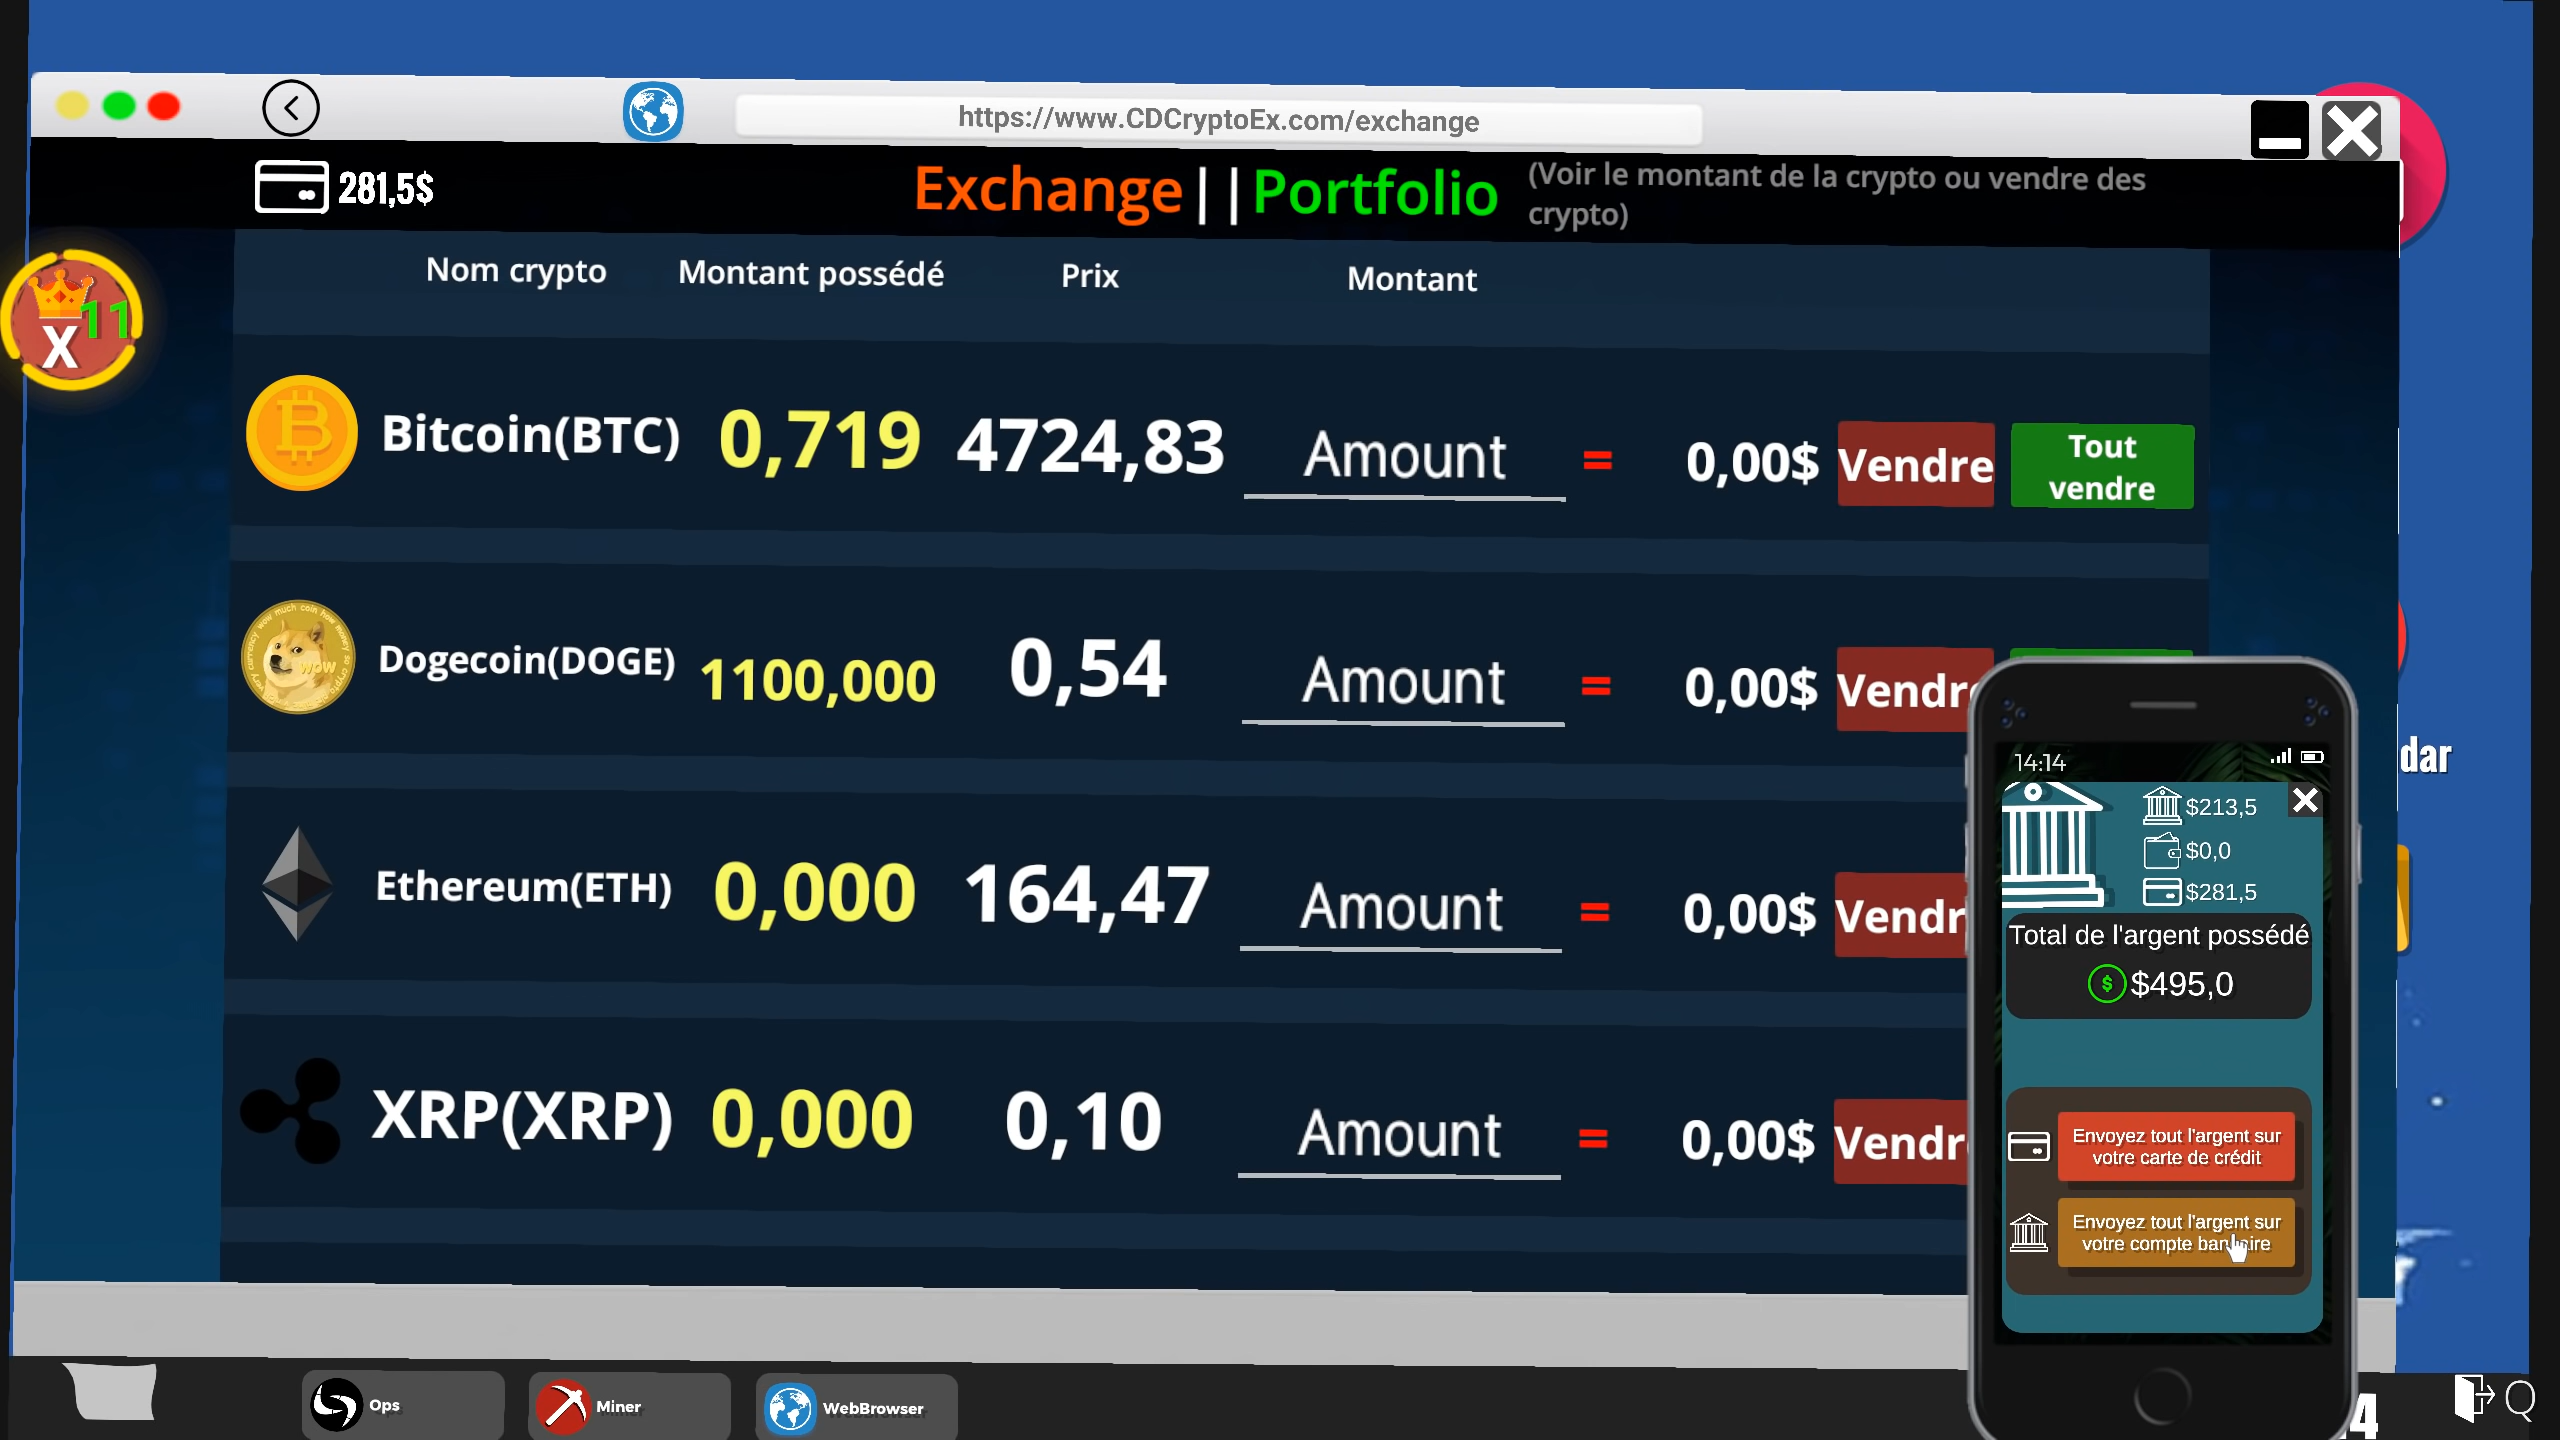 https://www.CDCryptoEx.com/exchange
281,5$
Exchange||Portfolio
(Voir le montant de la crypto ou vendre des
crypto)
X 11
Nom crypto Montant possédé Prix Montant
Bitcoin(BTC) 0,719 4724,83 Amount = 0,00$ Vendre
Tout
vendre
Dogecoin(DOGE) 1100,000 0,54 Amount = 0,00$ Vendre
Ethereum(ETH) 0,000 164,47 Amount = 0,00$ Vendr
XRP(XRP) 0,000 0,10 Amount = 0,00$ Vendr
dar
14:14
$213,5
$0,0
$281,5
Total de l'argent possédé
$495,0
Envoyez tout l'argent sur
votre carte de crédit
Envoyez tout l'argent sur
votre compte bancaire
Ops
Miner
WebBrowser
4
Q